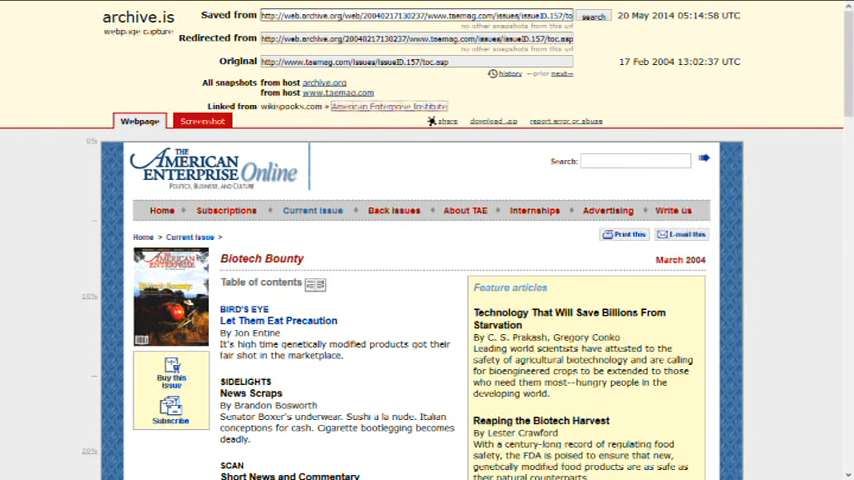 archive.is
webpage capture
Saved from http://web.archive.org/web/20040217130237/www.taemag.com/issues/issueID.157/to search 20 May 2014 05:14:58 UTC
no other snapshots from this url
Redirected from http://web.archive.org/20040217130237/www.taemag.com/issues/issueID.157/toc.asp
no other snapshots from this url
Original http://www.taemag.com/issues/issueID.157/toc.asp 17 Feb 2004 13:02:37 UTC
history ←prior next→
All snapshots from host archive.org
from host www.taemag.com
Linked from wikispooks.com » American Enterprise Institute
Webpage Screenshot
share download .zip report error or abuse
THE AMERICAN ENTERPRISE Online
POLITICS, BUSINESS, AND CULTURE
Search:
Home Subscriptions Current Issue Back Issues About TAE Internships Advertising Write us
Home > Current Issue >
Print this E-mail this
Biotech Bounty March 2004
AMERICAN ENTERPRISE
Biotech Bounty
Buy this issue
Subscribe
Table of contents
BIRD'S EYE
Let Them Eat Precaution
By Jon Entine
It's high time genetically modified products got their
fair shot in the marketplace.
SIDELIGHTS
News Scraps
By Brandon Bosworth
Senator Boxer's underwear. Sushi a la nude. Italian
conceptions for cash. Cigarette bootlegging becomes
deadly.
SCAN
Short News and Commentary
Feature articles
Technology That Will Save Billions From
Starvation
By C. S. Prakash, Gregory Conko
Leading world scientists have attested to the
safety of agricultural biotechnology and are calling
for bioengineered crops to be extended to those
who need them most--hungry people in the
developing world.
Reaping the Biotech Harvest
By Lester Crawford
With a century-long record of regulating food
safety, the FDA is poised to ensure that new,
genetically modified food products are as safe as
their natural counterparts.
10%
20%